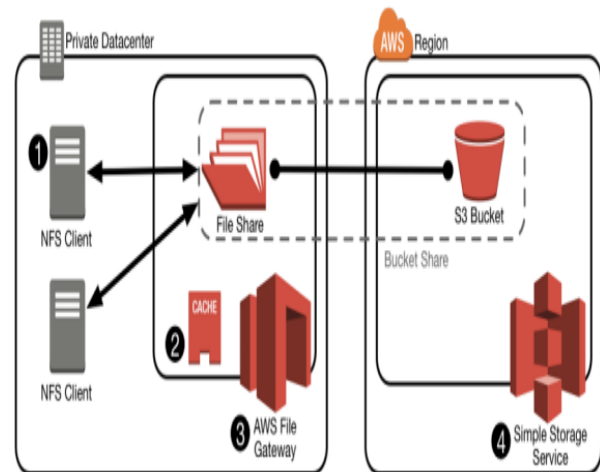 Private Datacenter
AWS Region
1
NFS Client
File Share
S3 Bucket
Bucket Share
NFS Client
CACHE
2
3 AWS File
Gateway
4 Simple Storage
Service